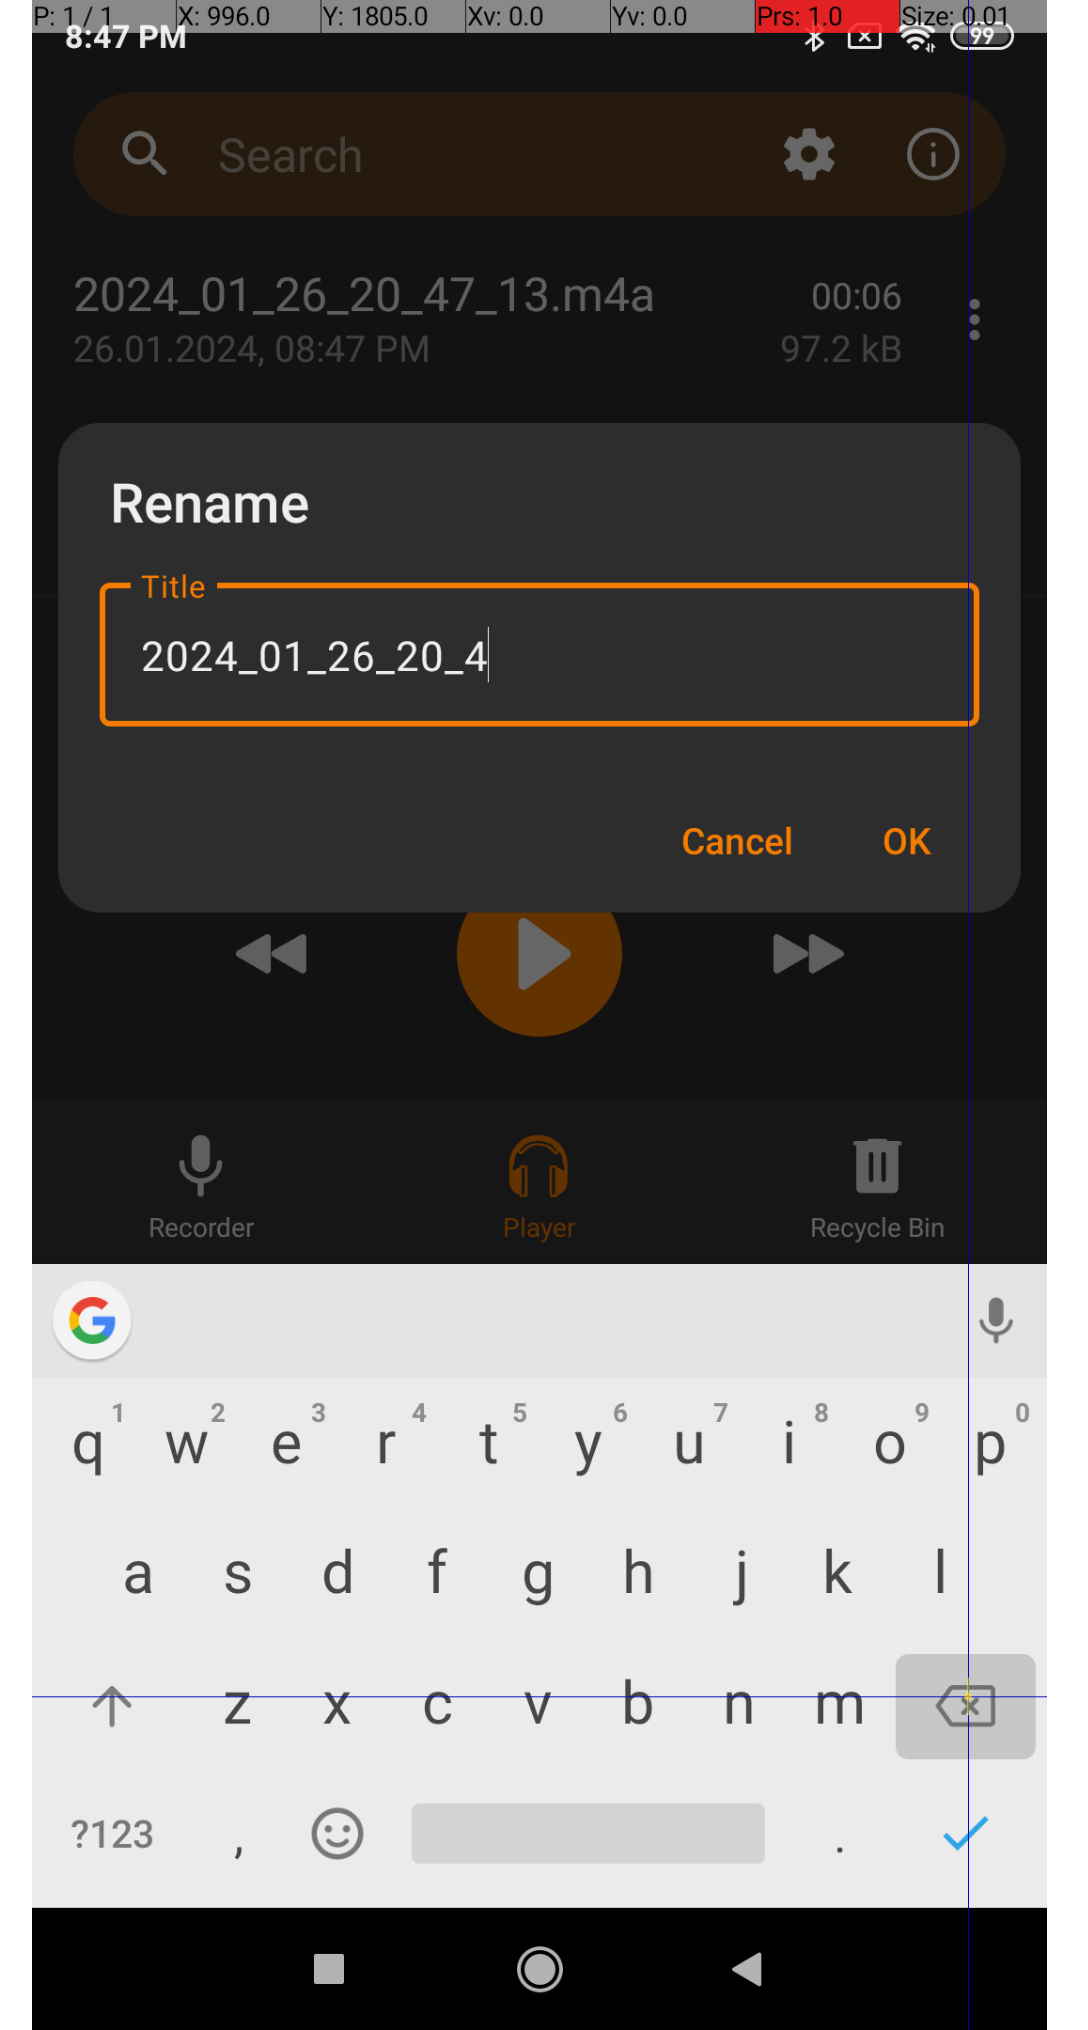 P: 1 / 1 X: 996.0 Y: 1805.0 Xv: 0.0 Yv: 0.0 Prs: 1.0 Size: 0.01
8:47 PM 99
Search
2024_01_26_20_47_13.m4a 00:06
26.01.2024, 08:47 PM 97.2 kB
Rename
Title
2024_01_26_20_4
Cancel OK
Recorder Player Recycle Bin
G
1 2 3 4 5 6 7 8 9 0
q w e r t y u i o p
a s d f g h j k l
z x c v b n m
?123 , .